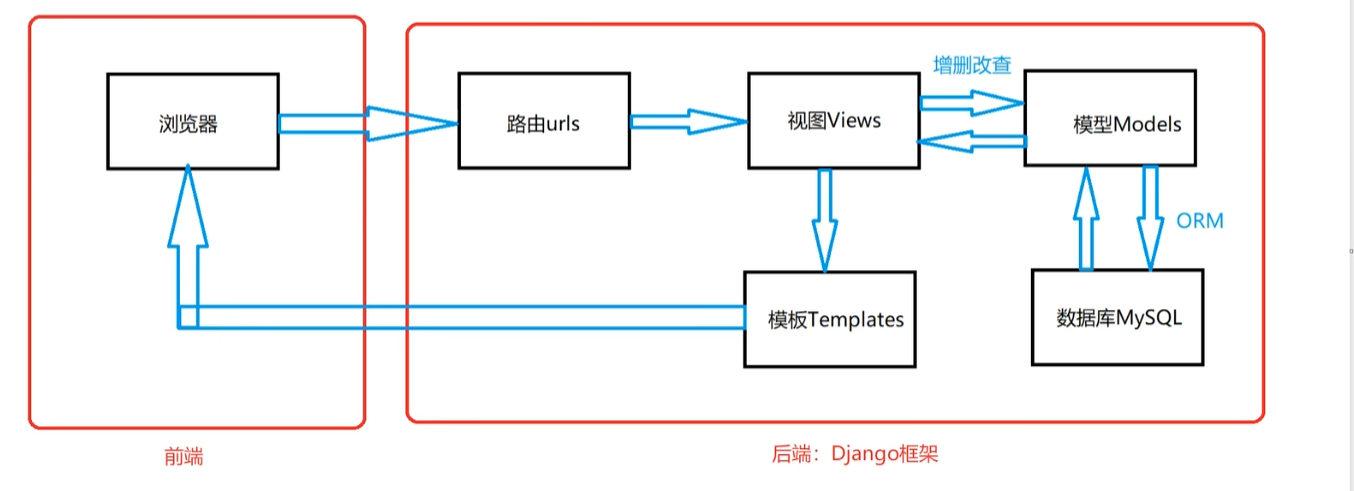 增删改查
浏览器
路由urls
视图Views
模型Models
ORM
模板Templates
数据库MySQL
前端
后端：Django框架